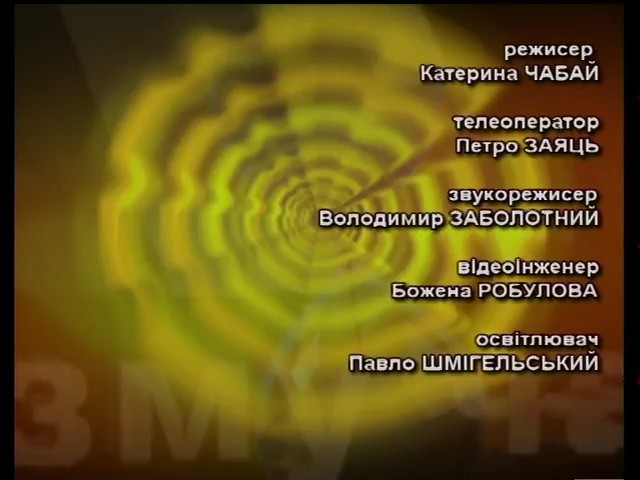 режисер
Катерина ЧАБАЙ
телеоператор
Петро ЗАЯЦЬ
звукорежисер
Володимир ЗАБОЛОТНИЙ
відеоінженер
Божена РОБУЛОВА
освітлювач
Павло ШМІГЕЛЬСЬКИЙ